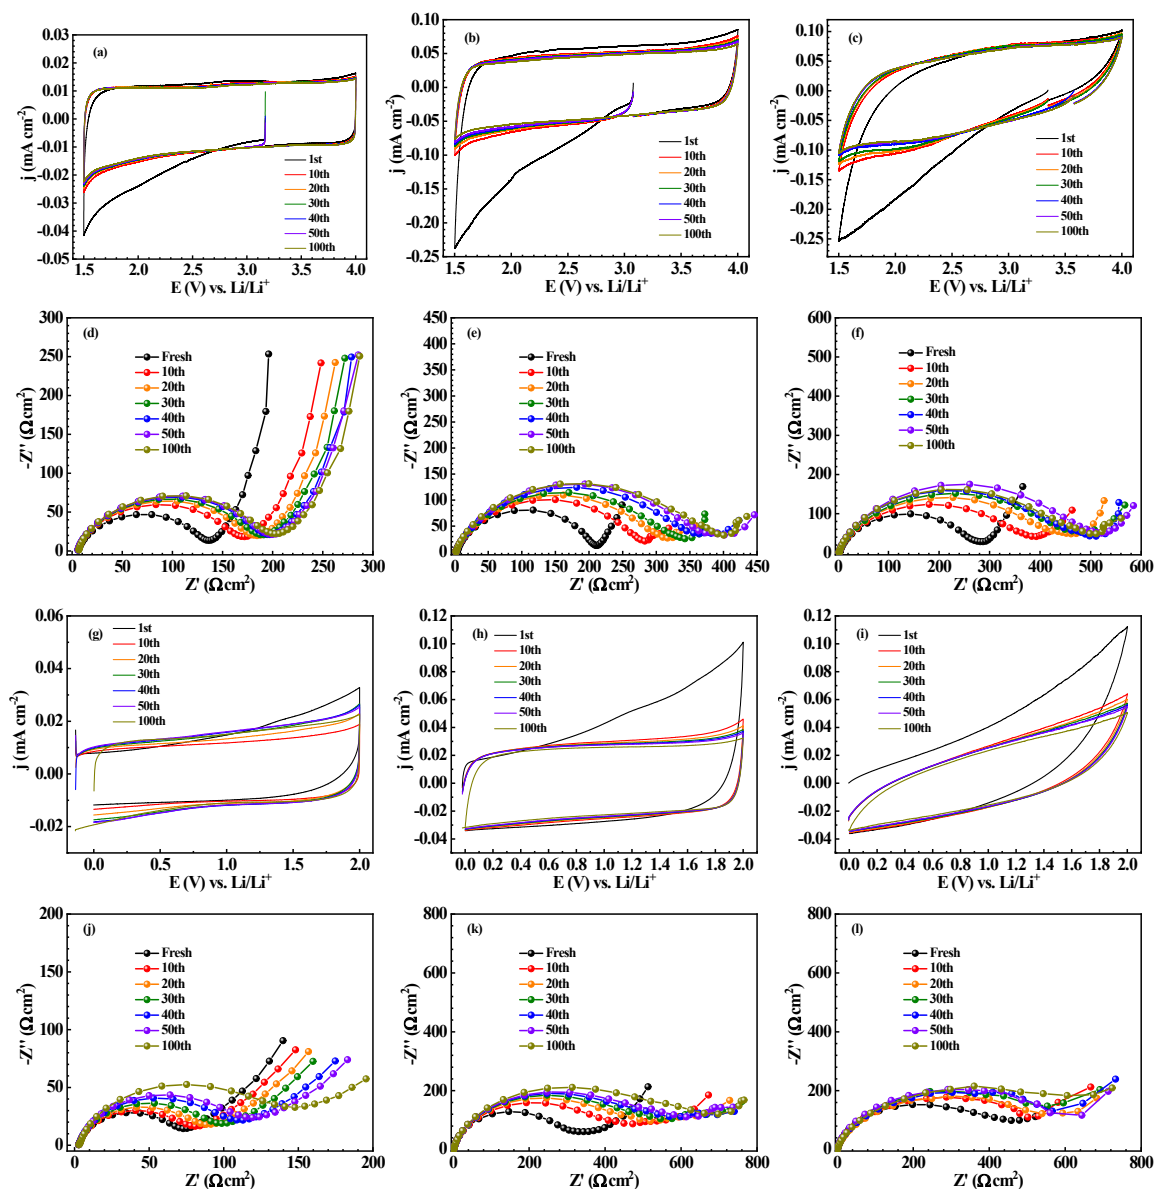 (a)
0.03
0.02
0.01
0.00
-0.01
-0.02
-0.03
-0.04
-0.05
j (mA cm⁻²)
1st
10th
20th
30th
40th
50th
100th
1.5 2.0 2.5 3.0 3.5 4.0
E (V) vs. Li/Li⁺
(b)
0.10
0.05
0.00
-0.05
-0.10
-0.15
-0.20
-0.25
j (mA cm⁻²)
1st
10th
20th
30th
40th
50th
100th
1.5 2.0 2.5 3.0 3.5 4.0
E (V) vs. Li/Li⁺
(c)
0.10
0.05
0.00
-0.05
-0.10
-0.15
-0.20
-0.25
j (mA cm⁻²)
1st
10th
20th
30th
40th
50th
100th
1.5 2.0 2.5 3.0 3.5 4.0
E (V) vs. Li/Li⁺
(d)
300
250
200
150
100
50
0
-Z'' (Ωcm²)
Fresh
10th
20th
30th
40th
50th
100th
0 50 100 150 200 250 300
Z' (Ωcm²)
(e)
450
400
350
300
250
200
150
100
50
0
-Z'' (Ωcm²)
Fresh
10th
20th
30th
40th
50th
100th
0 50 100 150 200 250 300 350 400 450
Z' (Ωcm²)
(f)
600
500
400
300
200
100
0
-Z'' (Ωcm²)
Fresh
10th
20th
30th
40th
50th
100th
0 100 200 300 400 500 600
Z' (Ωcm²)
(g)
0.06
0.04
0.02
0.00
-0.02
j (mA cm⁻²)
1st
10th
20th
30th
40th
50th
100th
0.0 0.5 1.0 1.5 2.0
E (V) vs. Li/Li⁺
(h)
0.12
0.10
0.08
0.06
0.04
0.02
0.00
-0.02
-0.04
j (mA cm⁻²)
1st
10th
20th
30th
40th
50th
100th
0.0 0.2 0.4 0.6 0.8 1.0 1.2 1.4 1.6 1.8 2.0
E (V) vs. Li/Li⁺
(i)
0.12
0.10
0.08
0.06
0.04
0.02
0.00
-0.02
-0.04
j (mA cm⁻²)
1st
10th
20th
30th
40th
50th
100th
0.0 0.2 0.4 0.6 0.8 1.0 1.2 1.4 1.6 1.8 2.0
E (V) vs. Li/Li⁺
(j)
200
150
100
50
0
-Z'' (Ωcm²)
Fresh
10th
20th
30th
40th
50th
100th
0 50 100 150 200
Z' (Ωcm²)
(k)
800
600
400
200
0
-Z'' (Ωcm²)
Fresh
10th
20th
30th
40th
50th
100th
0 200 400 600 800
Z' (Ωcm²)
(l)
800
600
400
200
0
-Z'' (Ωcm²)
Fresh
10th
20th
30th
40th
50th
100th
0 200 400 600 800
Z' (Ωcm²)